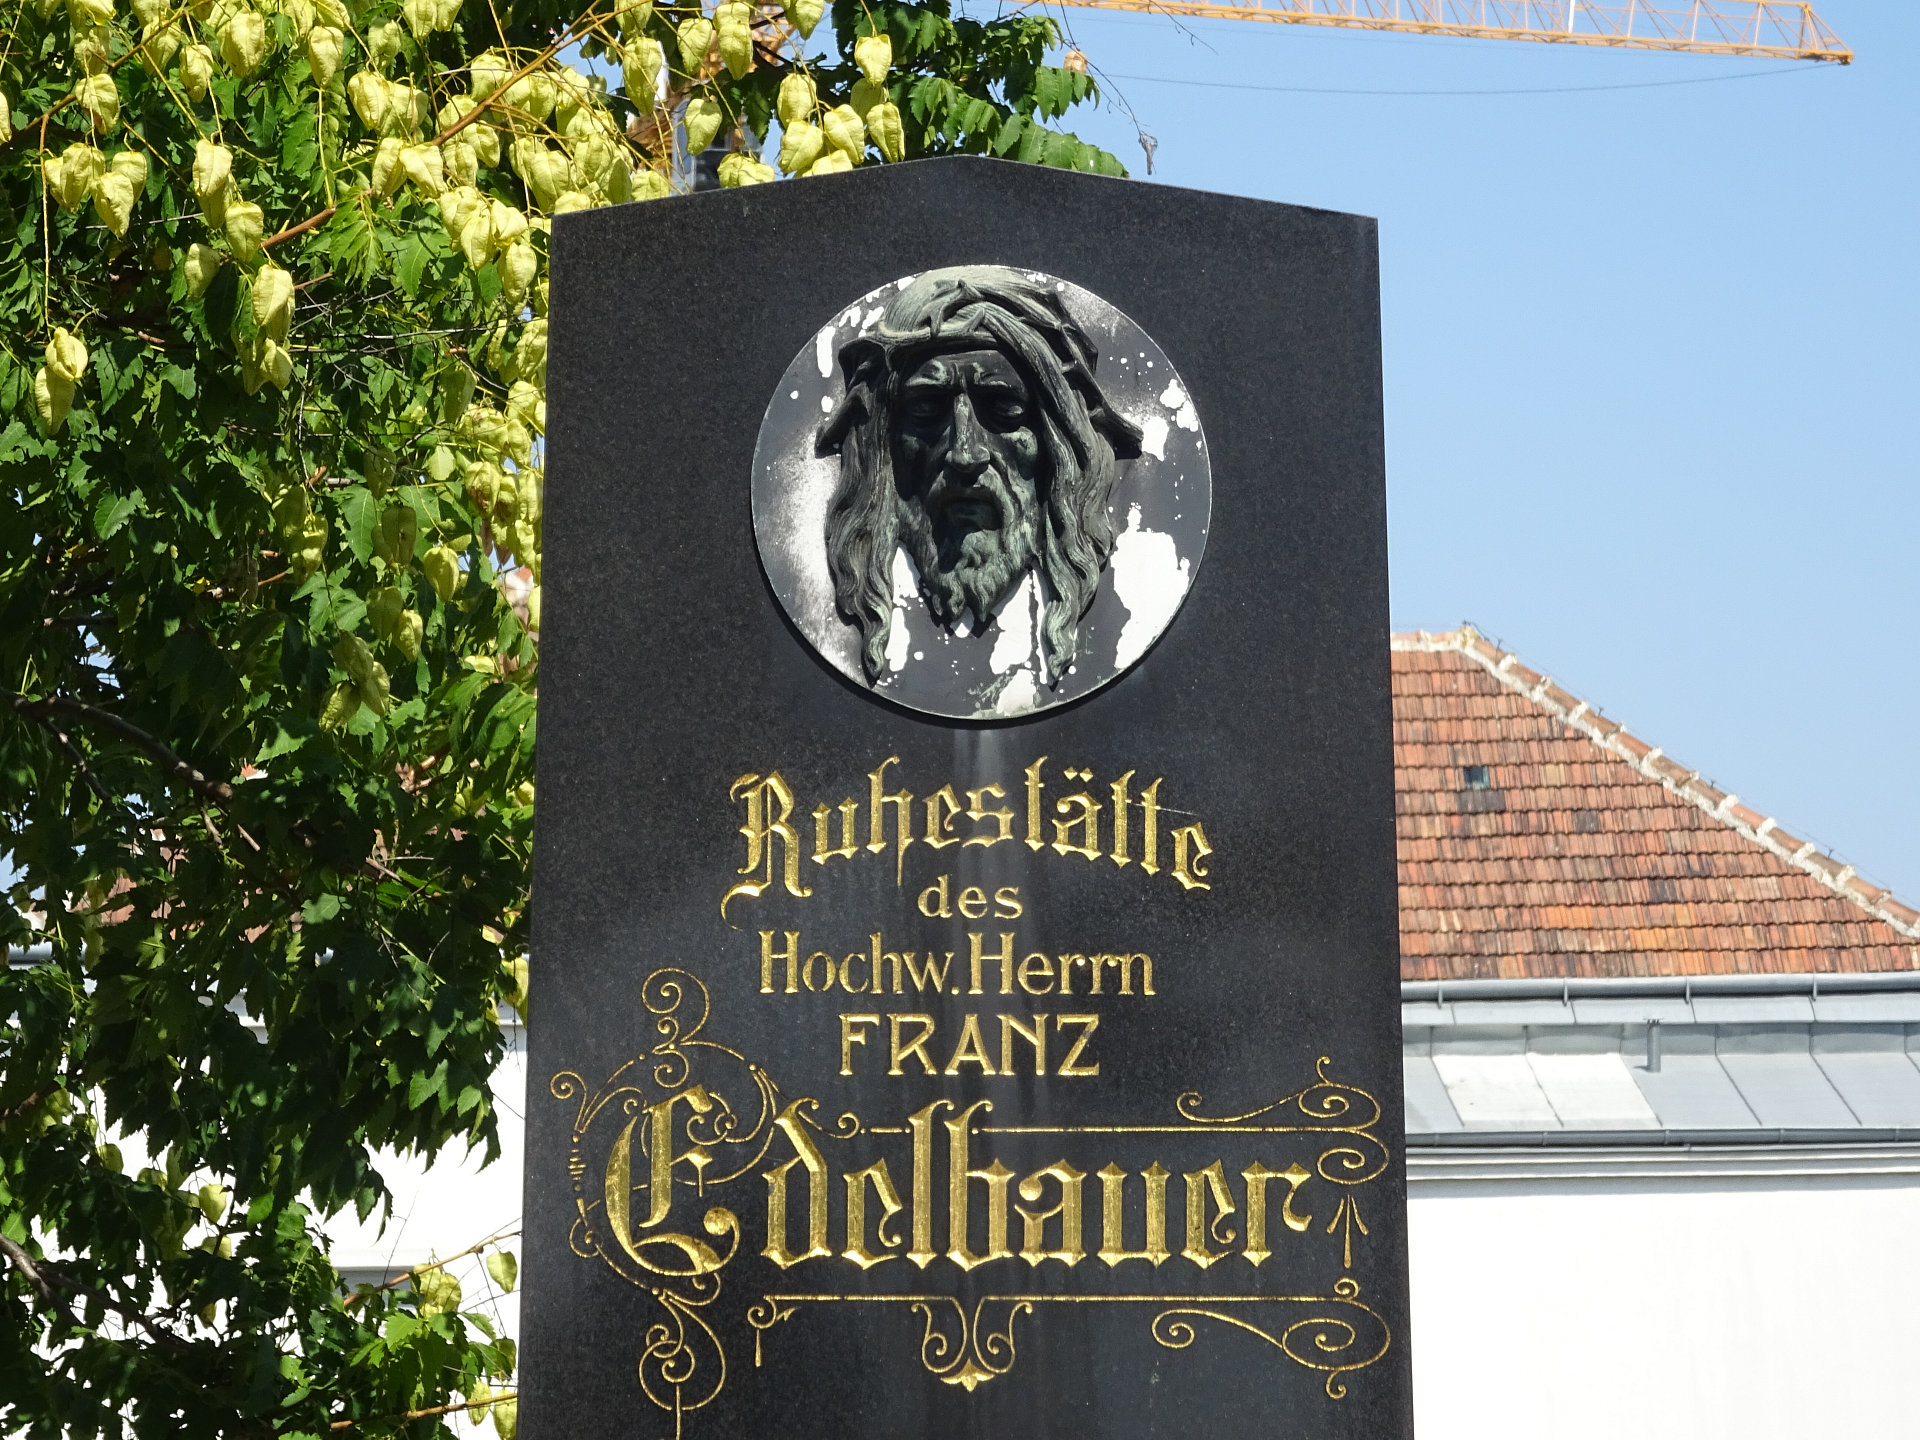 Ruhestätte
des
Hochw. Herrn
FRANZ
Edelbauer